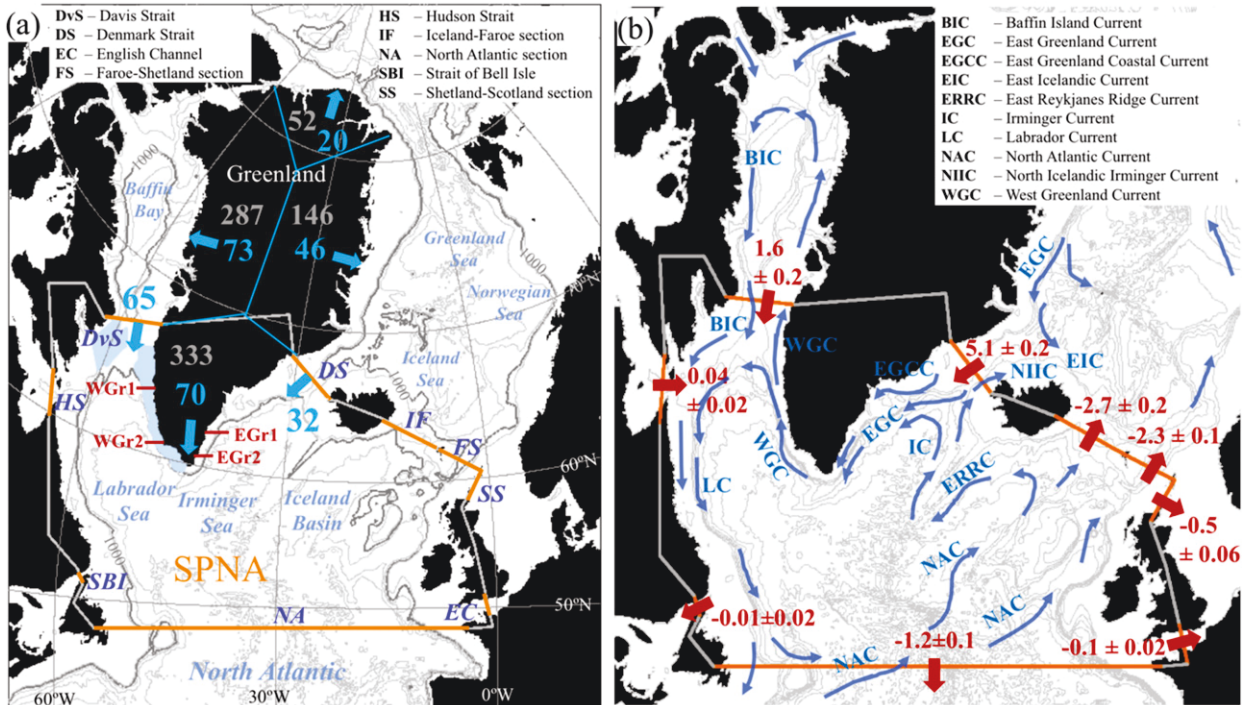 (a)
DvS – Davis Strait
DS – Denmark Strait
EC – English Channel
FS – Faroe-Shetland section
HS – Hudson Strait
IF – Iceland-Faroe section
NA – North Atlantic section
SBI – Strait of Bell Isle
SS – Shetland-Scotland section
52
20
1000
Greenland
Baffin
Bay
287
73
146
46
Greenland
Sea
1000
Norwegian
Sea
70ºN
65
DvS
333
DS
Iceland
Sea
HS
WGr1
70
32
IF
WGr2
EGr1
EGr2
FS
60ºN
SS
Labrador
Sea
Irminger
Sea
Iceland
Basin
1000
SPNA
SBI
NA
EC
50ºN
North Atlantic
60ºW
30ºW
0ºW
(b)
BIC – Baffin Island Current
EGC – East Greenland Current
EGCC – East Greenland Coastal Current
EIC – East Icelandic Current
ERRC – East Reykjanes Ridge Current
IC – Irminger Current
LC – Labrador Current
NAC – North Atlantic Current
NIIC – North Icelandic Irminger Current
WGC – West Greenland Current
BIC
1.6
± 0.2
EGC
BIC
WGC
5.1 ± 0.2
EIC
EGCC
NIIC
0.04
± 0.02
-2.7 ± 0.2
-2.3 ± 0.1
EGC
IC
WGC
LC
ERRC
-0.5
± 0.06
NAC
-0.01±0.02
NAC
-1.2±0.1
-0.1 ± 0.02
NAC